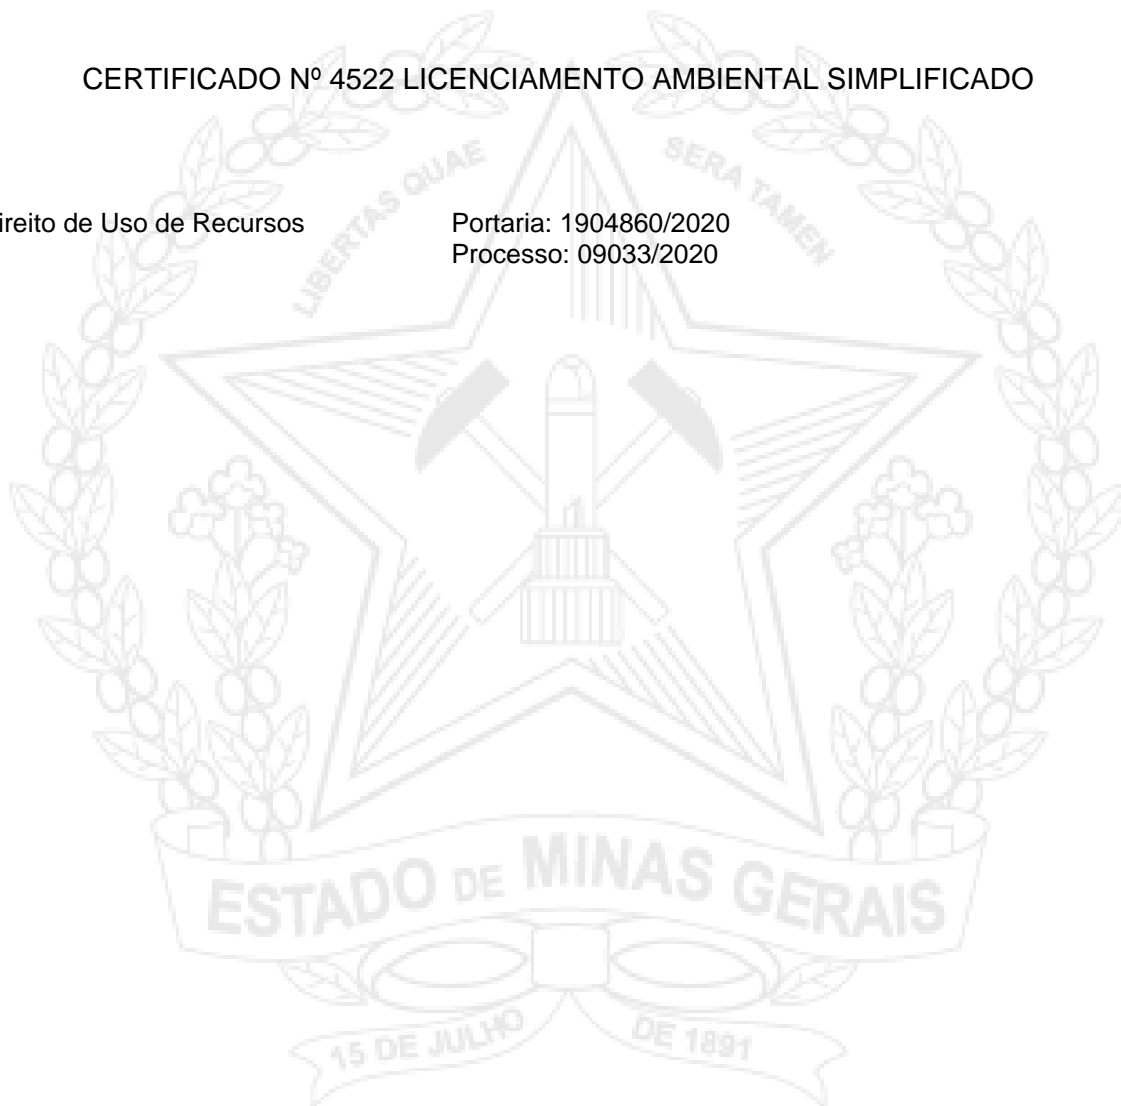 CERTIFICADO Nº 4522 LICENCIAMENTO AMBIENTAL SIMPLIFICADO
LIBERTAS QUAE SERA TAMEN
ireito de Uso de Recursos
Portaria: 1904860/2020
Processo: 09033/2020
ESTADO DE MINAS GERAIS
15 DE JULHO DE 1891